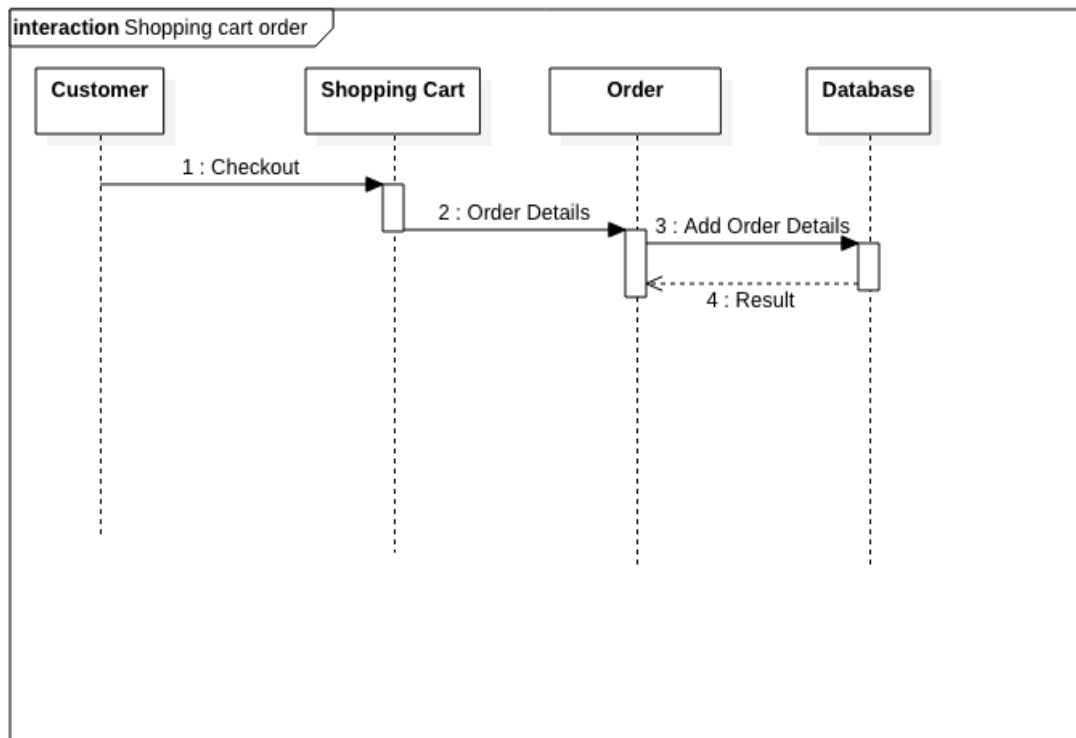 interaction Shopping cart order
Customer
Shopping Cart
Order
Database
1 : Checkout
2 : Order Details
3 : Add Order Details
4 : Result